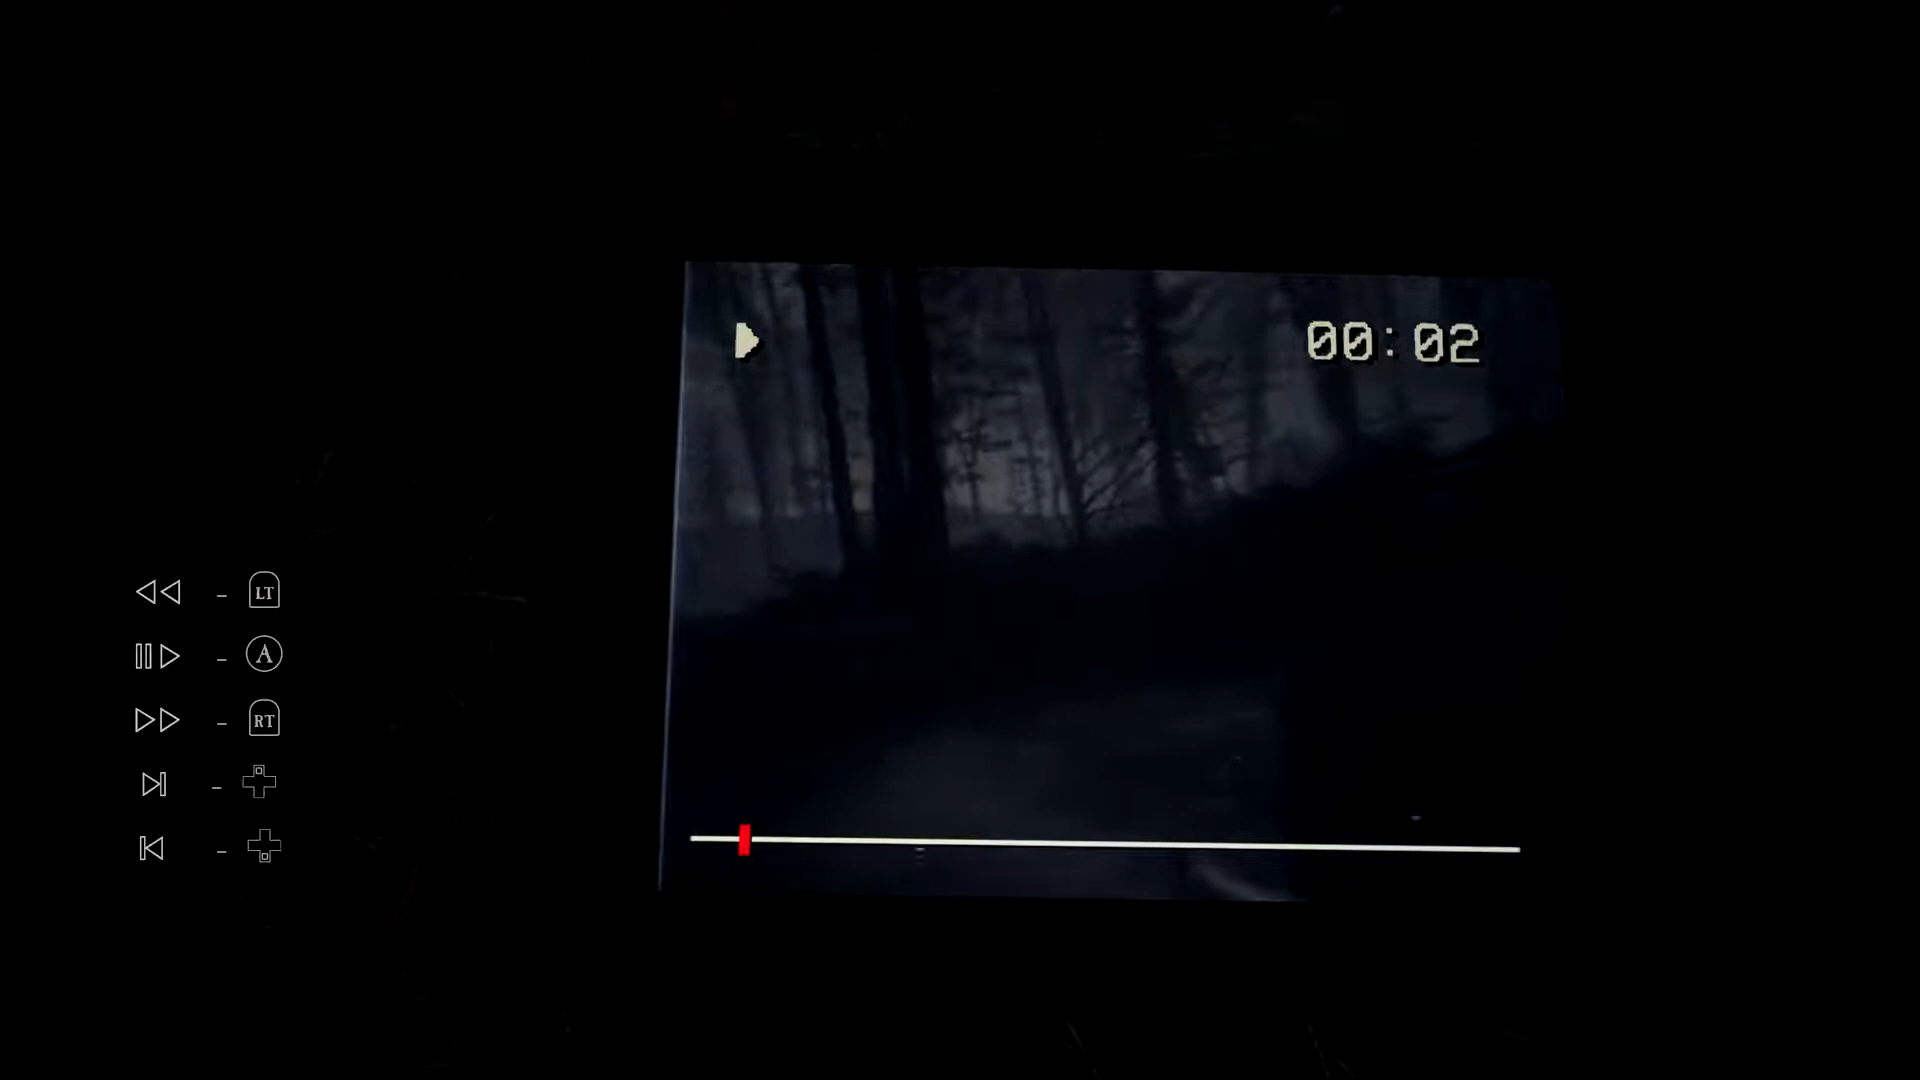 00:02
– LT
– A
– RT
–
–